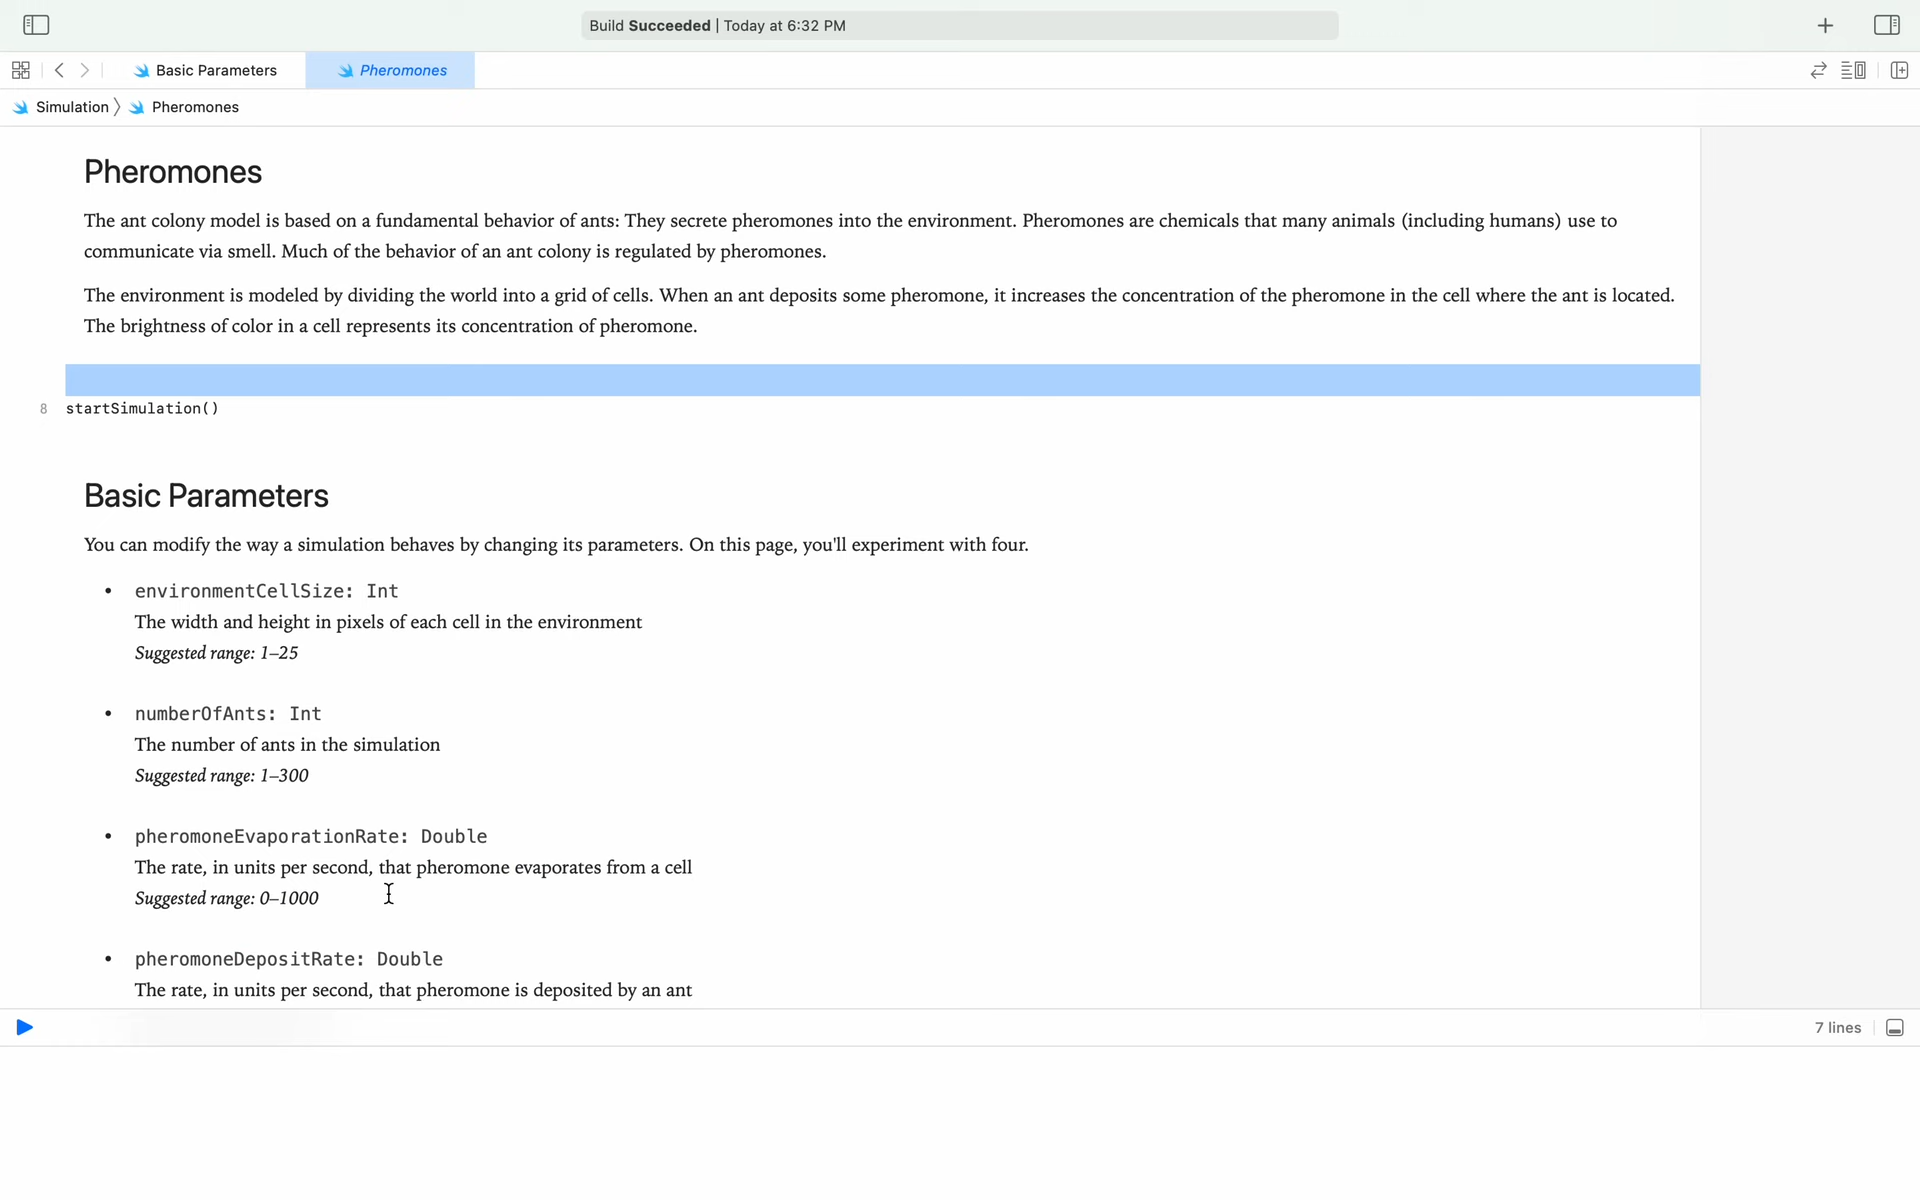 Build Succeeded | Today at 6:32 PM
Basic Parameters
Pheromones
Simulation
Pheromones
Pheromones
The ant colony model is based on a fundamental behavior of ants: They secrete pheromones into the environment. Pheromones are chemicals that many animals (including humans) use to
communicate via smell. Much of the behavior of an ant colony is regulated by pheromones.
The environment is modeled by dividing the world into a grid of cells. When an ant deposits some pheromone, it increases the concentration of the pheromone in the cell where the ant is located.
The brightness of color in a cell represents its concentration of pheromone.
8 startSimulation()
Basic Parameters
You can modify the way a simulation behaves by changing its parameters. On this page, you'll experiment with four.
• environmentCellSize: Int
The width and height in pixels of each cell in the environment
Suggested range: 1–25
• numberOfAnts: Int
The number of ants in the simulation
Suggested range: 1–300
• pheromoneEvaporationRate: Double
The rate, in units per second, that pheromone evaporates from a cell
Suggested range: 0–1000
• pheromoneDepositRate: Double
The rate, in units per second, that pheromone is deposited by an ant
7 lines